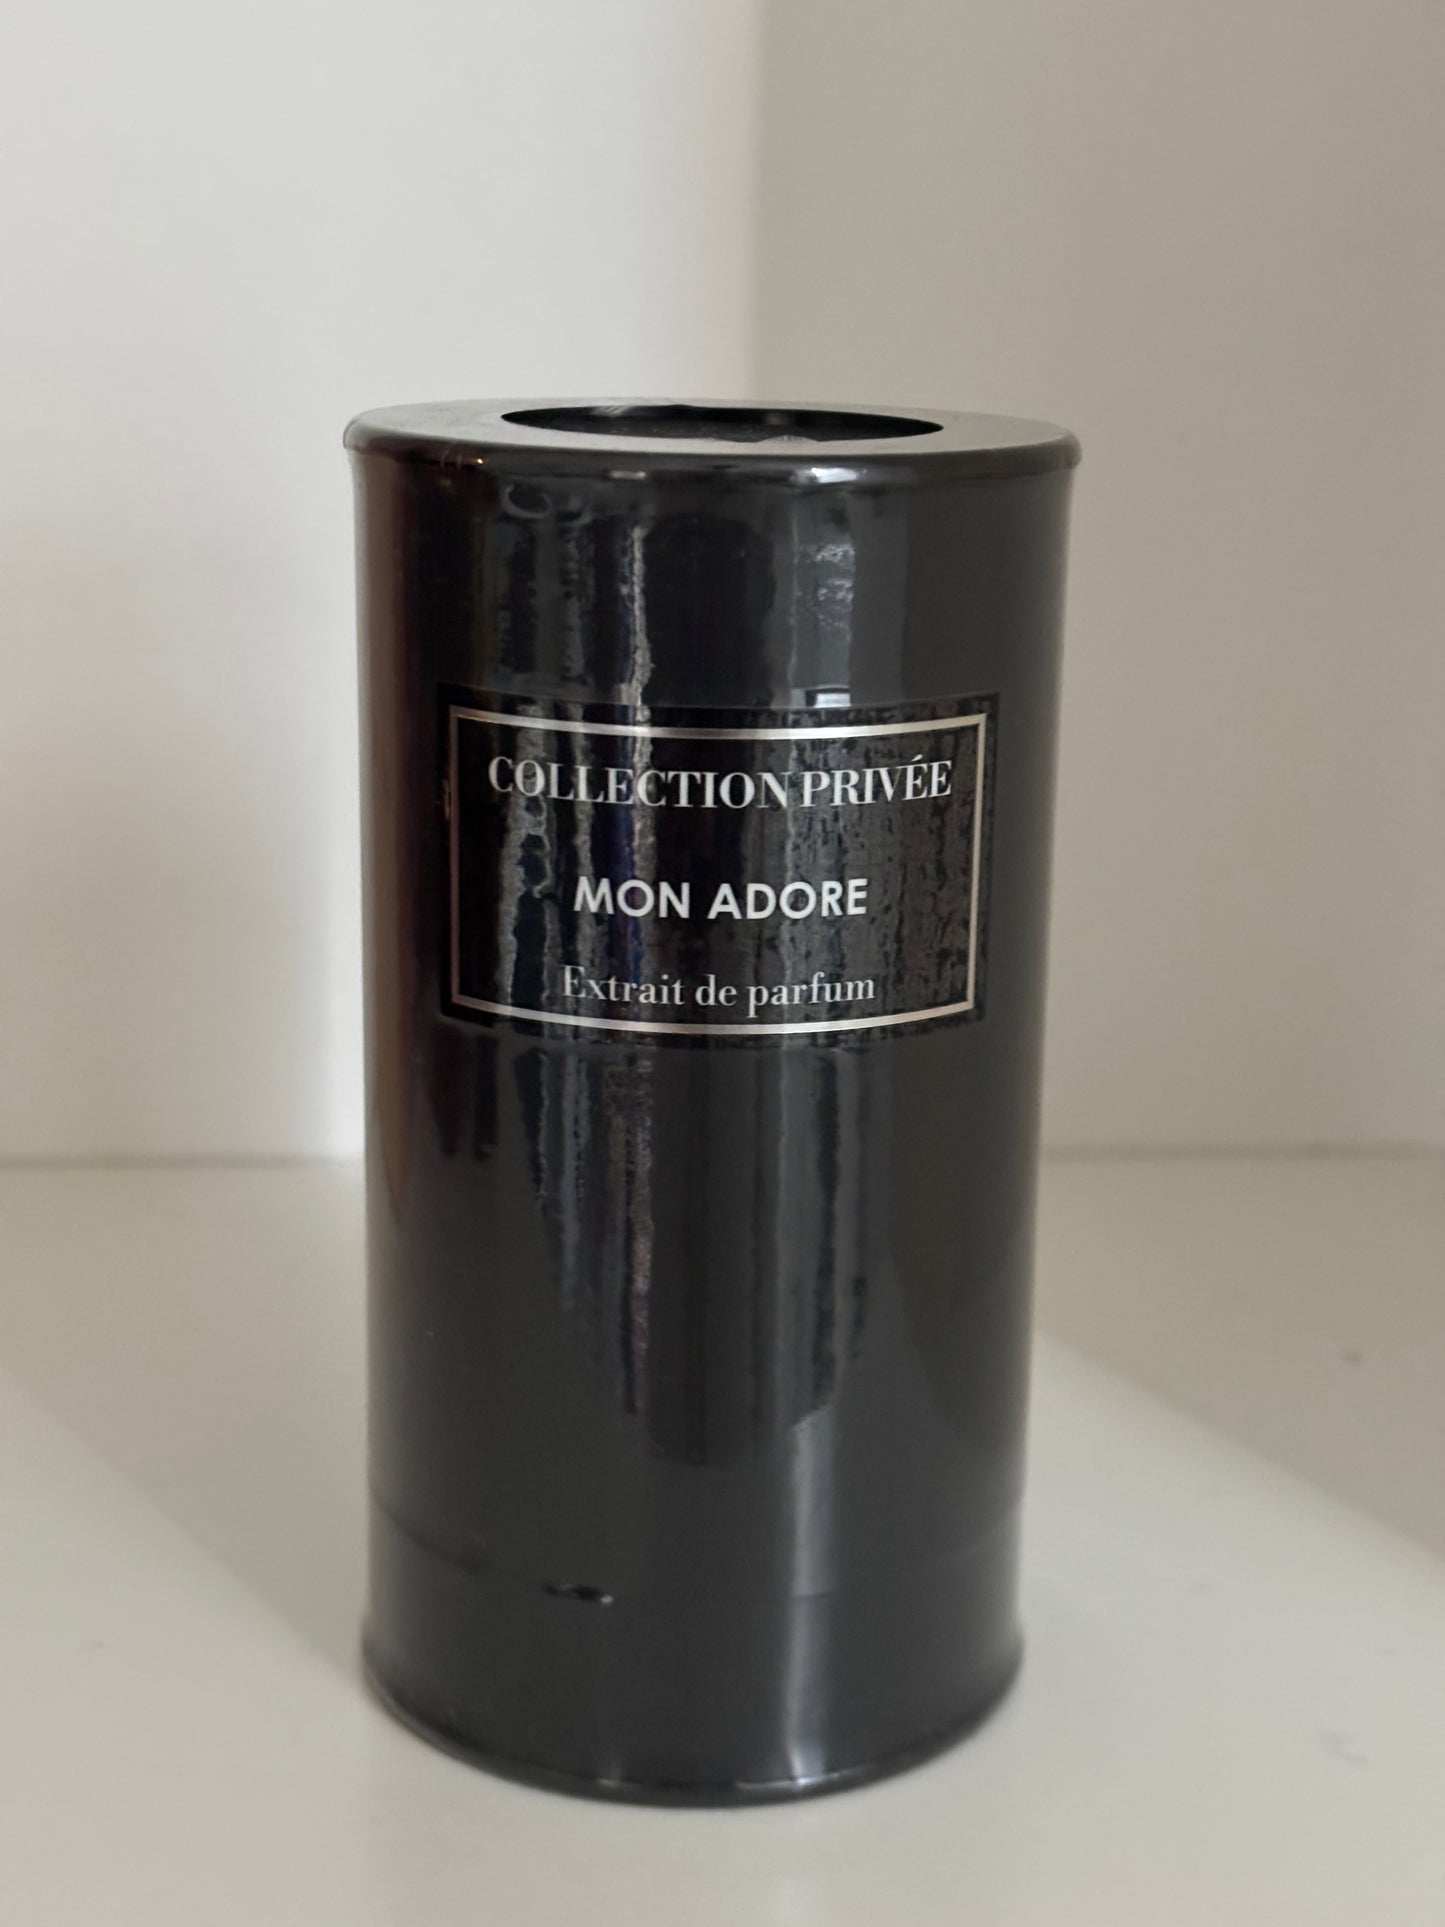 COLLECTION PRIVÉE
MON ADORE
Extrait de parfum